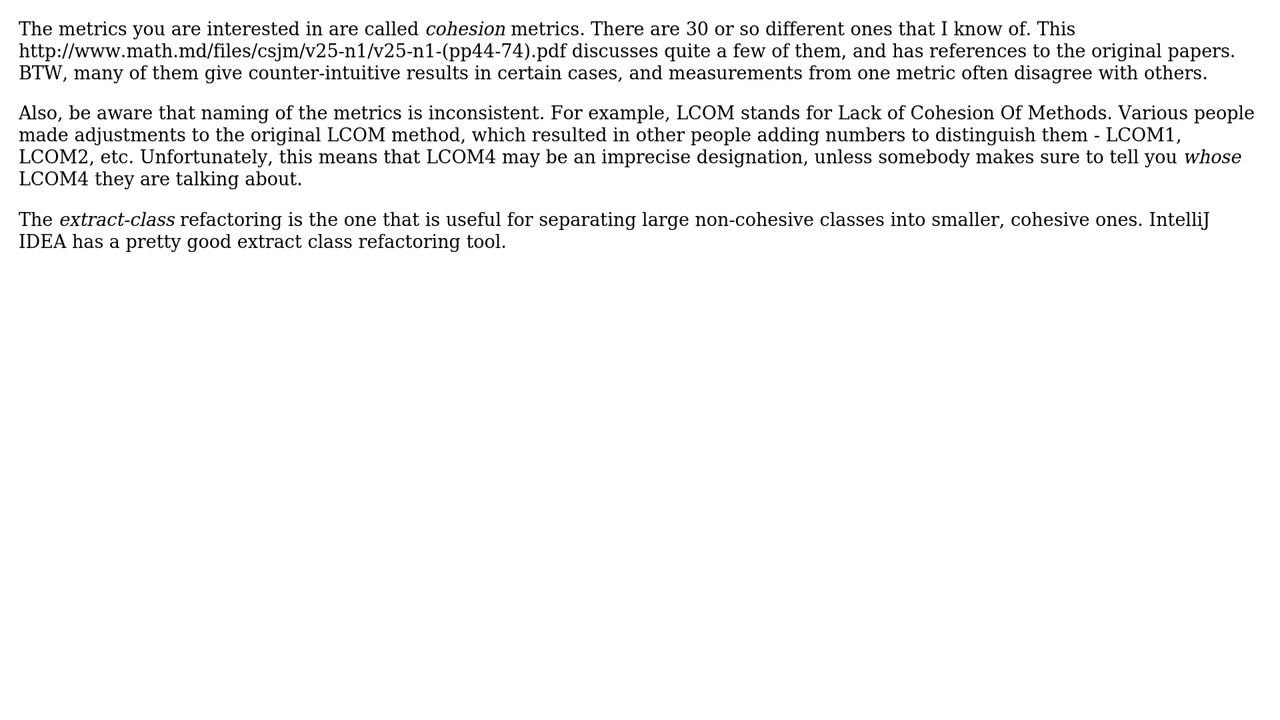 The metrics you are interested in are called cohesion metrics. There are 30 or so different ones that I know of. This
http://www.math.md/files/csjm/v25-n1/v25-n1-(pp44-74).pdf discusses quite a few of them, and has references to the original papers.
BTW, many of them give counter-intuitive results in certain cases, and measurements from one metric often disagree with others.
Also, be aware that naming of the metrics is inconsistent. For example, LCOM stands for Lack of Cohesion Of Methods. Various people
made adjustments to the original LCOM method, which resulted in other people adding numbers to distinguish them - LCOM1,
LCOM2, etc. Unfortunately, this means that LCOM4 may be an imprecise designation, unless somebody makes sure to tell you whose
LCOM4 they are talking about.
The extract-class refactoring is the one that is useful for separating large non-cohesive classes into smaller, cohesive ones. IntelliJ
IDEA has a pretty good extract class refactoring tool.